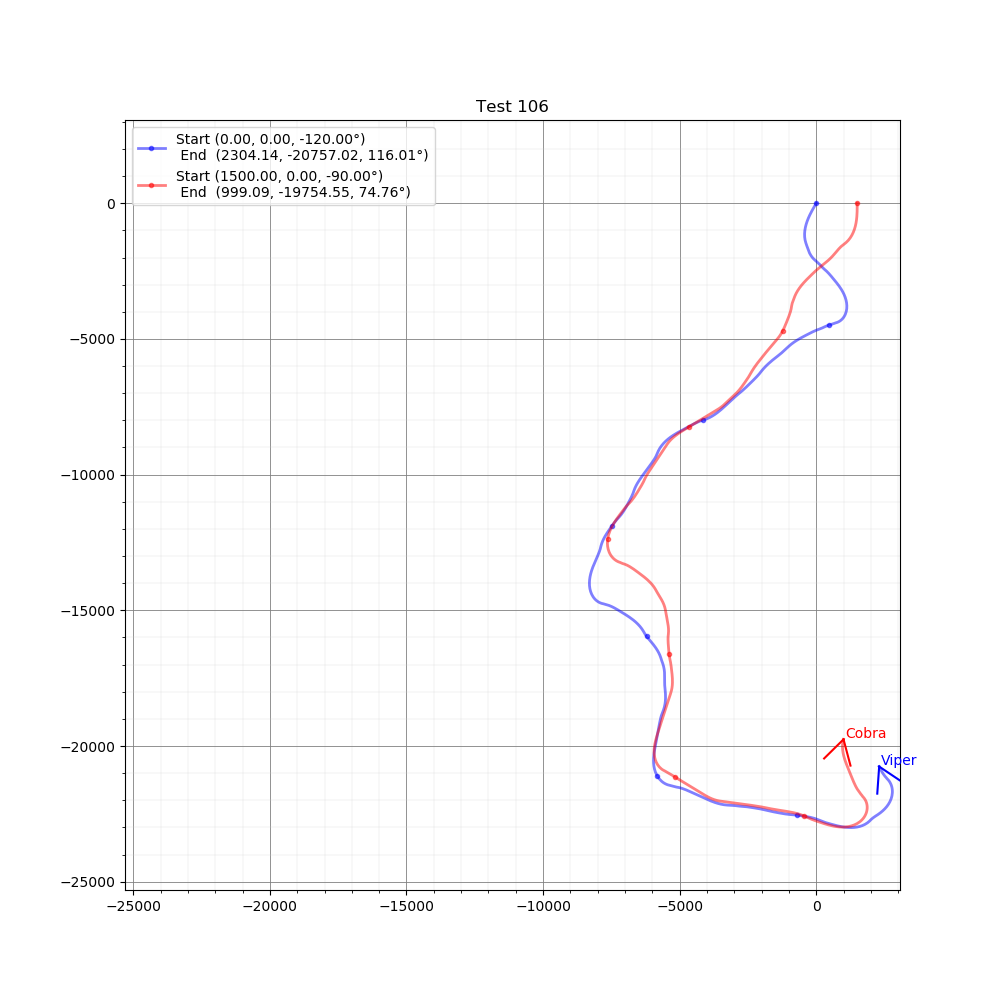 Test 106
Start (0.00, 0.00, -120.00°)
End  (2304.14, -20757.02, 116.01°)
Start (1500.00, 0.00, -90.00°)
End  (999.09, -19754.55, 74.76°)
0
−5000
−10000
−15000
−20000
−25000
Cobra
Viper
−25000
−20000
−15000
−10000
−5000
0